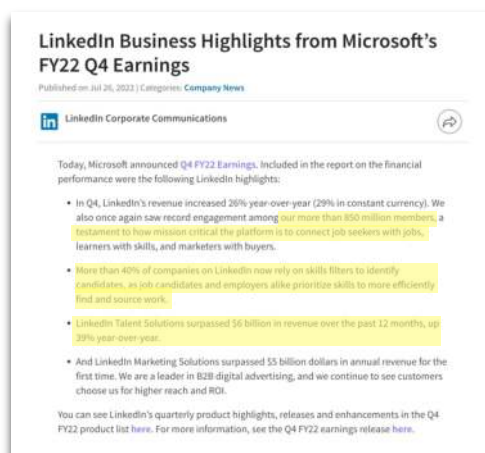 LinkedIn Business Highlights from Microsoft's
FY22 Q4 Earnings
Published on Jul 26, 2022 | Categories: Company News
in LinkedIn Corporate Communications
Today, Microsoft announced Q4 FY22 Earnings. Included in the report on the financial
performance were the following LinkedIn highlights:
• In Q4, LinkedIn's revenue increased 26% year-over-year (29% in constant currency). We
also once again saw record engagement among our more than 850 million members, a
testament to how mission critical the platform is to connect job seekers with jobs,
learners with skills, and marketers with buyers.
• More than 40% of companies on LinkedIn now rely on skills filters to identify
candidates, as job candidates and employers alike prioritize skills to more efficiently
find and source work.
• LinkedIn Talent Solutions surpassed $6 billion in revenue over the past 12 months, up
39% year-over-year.
• And LinkedIn Marketing Solutions surpassed $5 billion dollars in annual revenue for the
first time. We are a leader in B2B digital advertising, and we continue to see customers
choose us for higher reach and ROI.
You can see LinkedIn's quarterly product highlights, releases and enhancements in the Q4
FY22 product list here. For more information, see the Q4 FY22 earnings release here.